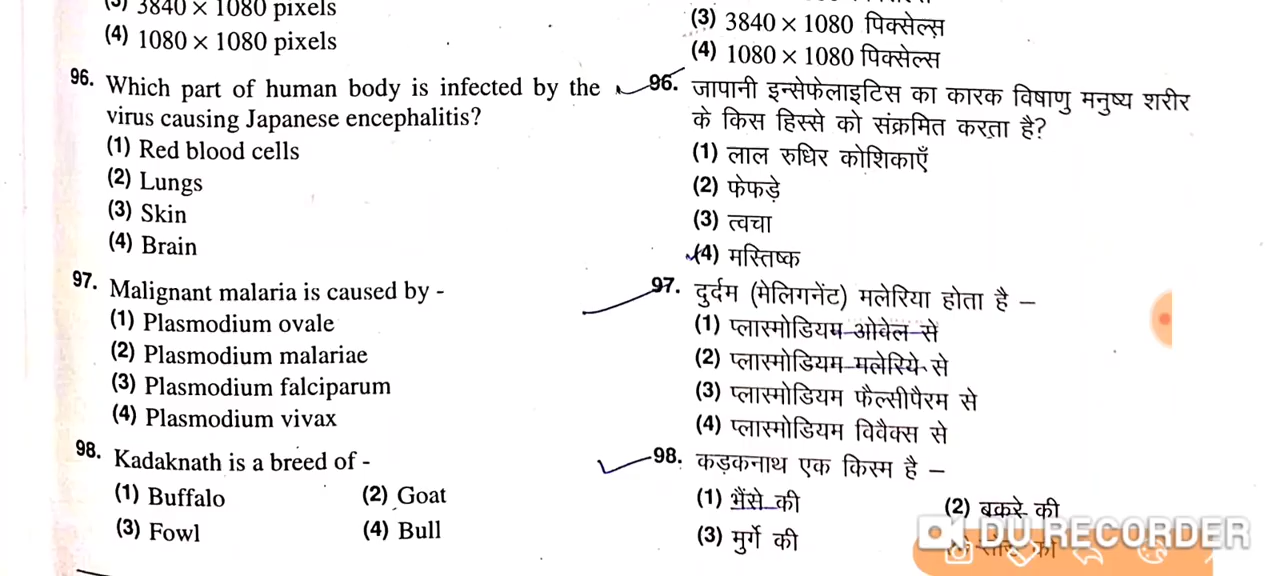 (3) 3840 × 1080 pixels
(4) 1080 × 1080 pixels
96. Which part of human body is infected by the
virus causing Japanese encephalitis?
(1) Red blood cells
(2) Lungs
(3) Skin
(4) Brain
97. Malignant malaria is caused by -
(1) Plasmodium ovale
(2) Plasmodium malariae
(3) Plasmodium falciparum
(4) Plasmodium vivax
98. Kadaknath is a breed of -
(1) Buffalo (2) Goat
(3) Fowl (4) Bull
(3) 3840 × 1080 पिक्सेल्स
(4) 1080 × 1080 पिक्सेल्स
96. जापानी इन्सेफेलाइटिस का कारक विषाणु मनुष्य शरीर
के किस हिस्से को संक्रमित करता है?
(1) लाल रुधिर कोशिकाएँ
(2) फेफड़े
(3) त्वचा
(4) मस्तिष्क
97. दुर्दम (मेलिगनेंट) मलेरिया होता है –
(1) प्लास्मोडियम ओवेल से
(2) प्लास्मोडियम मलेरिये से
(3) प्लास्मोडियम फैल्सीपैरम से
(4) प्लास्मोडियम विवैक्स से
98. कड़कनाथ एक किस्म है –
(1) भैंसे की (2) बकरे की
(3) मुर्गे की
DU RECORDER